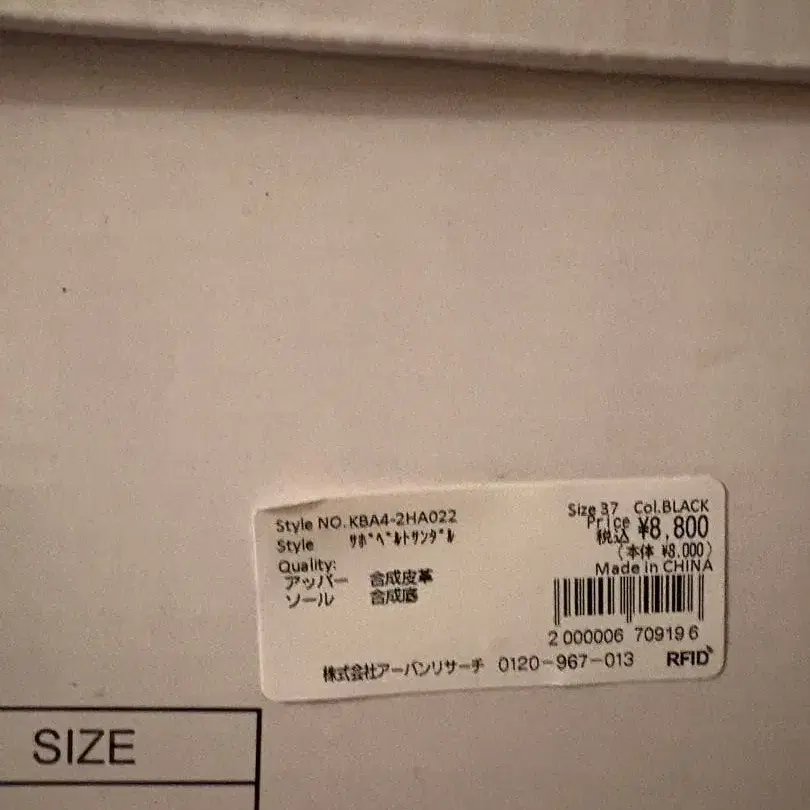 Style NO.KBA4-2HA022
Style ｻﾎﾞﾍﾞﾙﾄｻﾝﾀﾞﾙ
Quality:
アッパー 合成皮革
ソール 合成底
Size 37 Col.BLACK
Price ¥8,800
税込
(本体 ¥8.000)
Made in CHINA
2 000006 709196
株式会社アーバンリサーチ 0120-967-013 RFID
SIZE